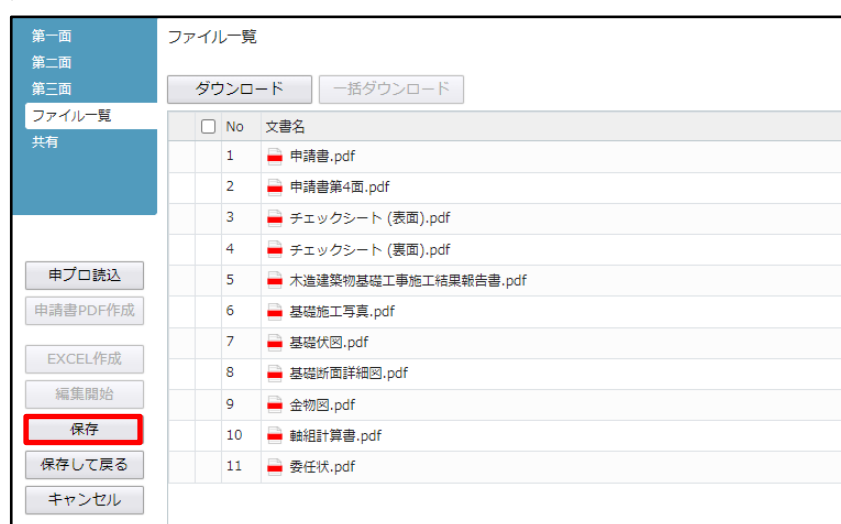 第一面
第二面
第三面
ファイル一覧
共有
申プロ読込
申請書PDF作成
EXCEL作成
編集開始
保存
保存して戻る
キャンセル
ファイル一覧
ダウンロード 一括ダウンロード
No 文書名
1 申請書.pdf
2 申請書第4面.pdf
3 チェックシート (表面).pdf
4 チェックシート (裏面).pdf
5 木造建築物基礎工事施工結果報告書.pdf
6 基礎施工写真.pdf
7 基礎伏図.pdf
8 基礎断面詳細図.pdf
9 金物図.pdf
10 軸組計算書.pdf
11 委任状.pdf